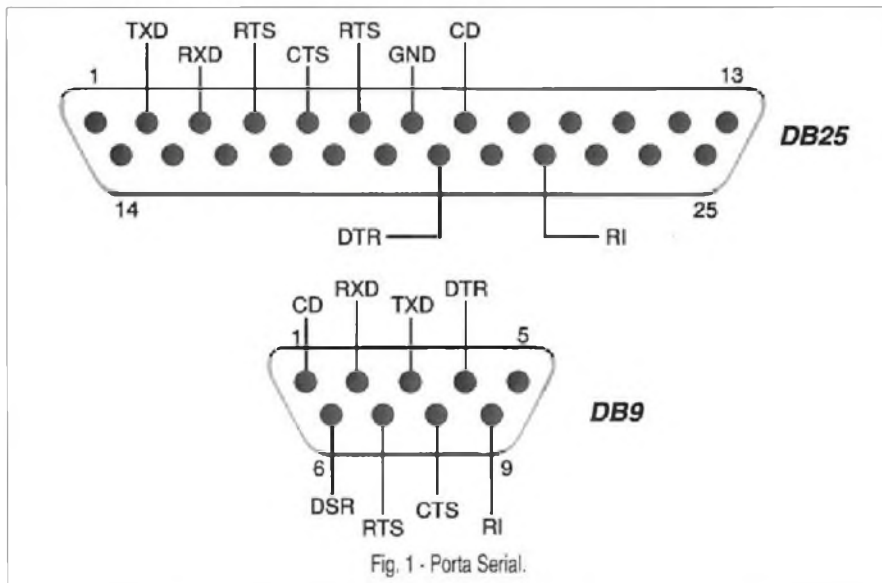 TXD RTS RTS CD
RXD CTS GND
1 13
DB25
14 25
DTR RI
RXD DTR
CD TXD
1 5
DB9
6 9
DSR CTS
RTS RI
Fig. 1 - Porta Serial.